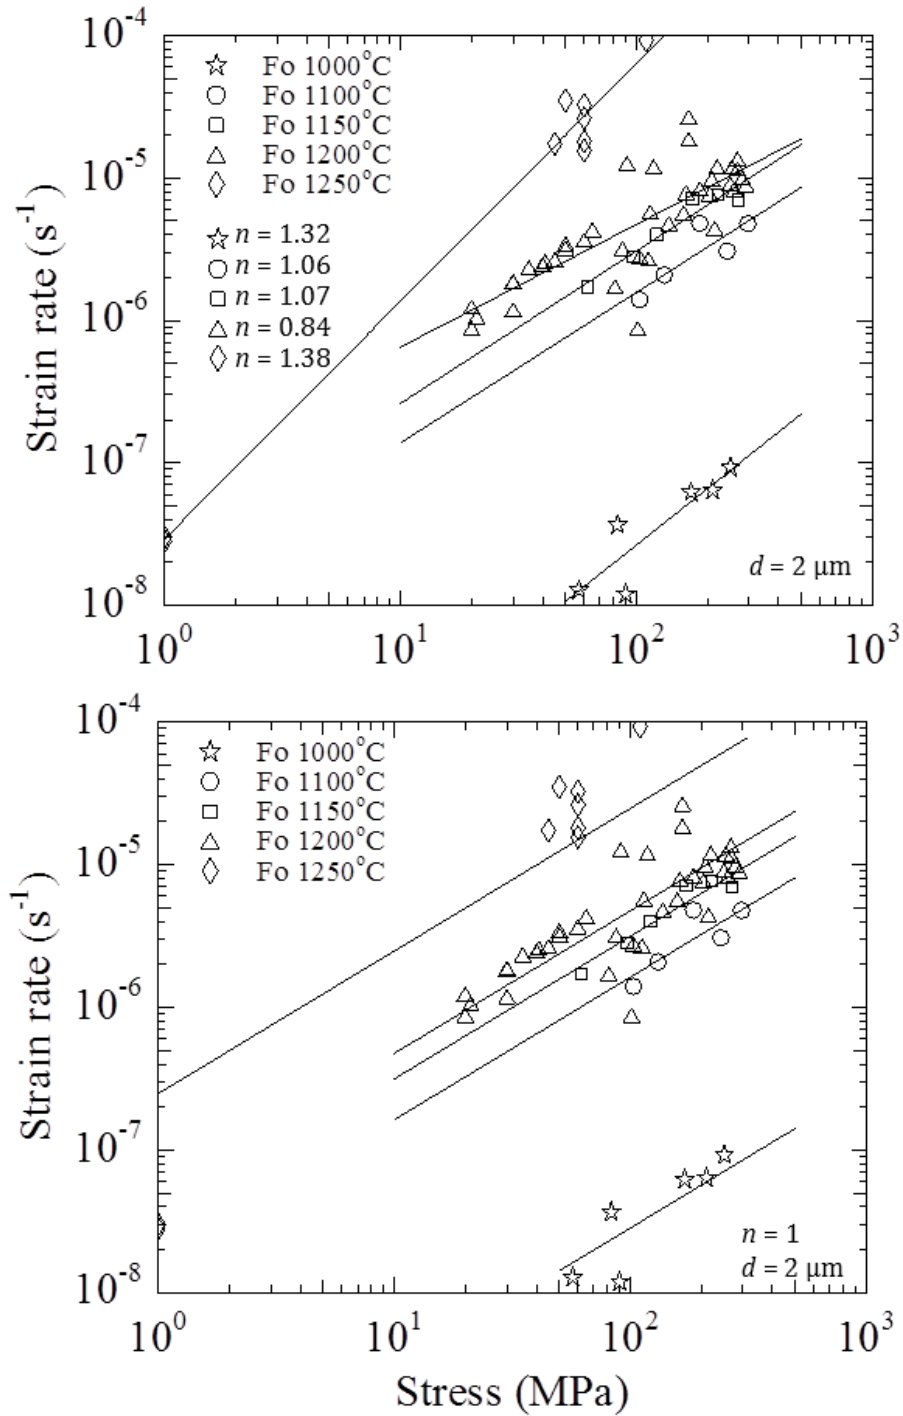 10⁻⁴
Fo 1000°C
Fo 1100°C
Fo 1150°C
Fo 1200°C
Fo 1250°C
10⁻⁵
n = 1.32
n = 1.06
n = 1.07
n = 0.84
n = 1.38
10⁻⁶
Strain rate (s⁻¹)
10⁻⁷
d = 2 μm
10⁻⁸
10⁰ 10¹ 10² 10³
10⁻⁴
Fo 1000°C
Fo 1100°C
Fo 1150°C
Fo 1200°C
Fo 1250°C
10⁻⁵
10⁻⁶
Strain rate (s⁻¹)
10⁻⁷
n = 1
d = 2 μm
10⁻⁸
10⁰ 10¹ 10² 10³
Stress (MPa)